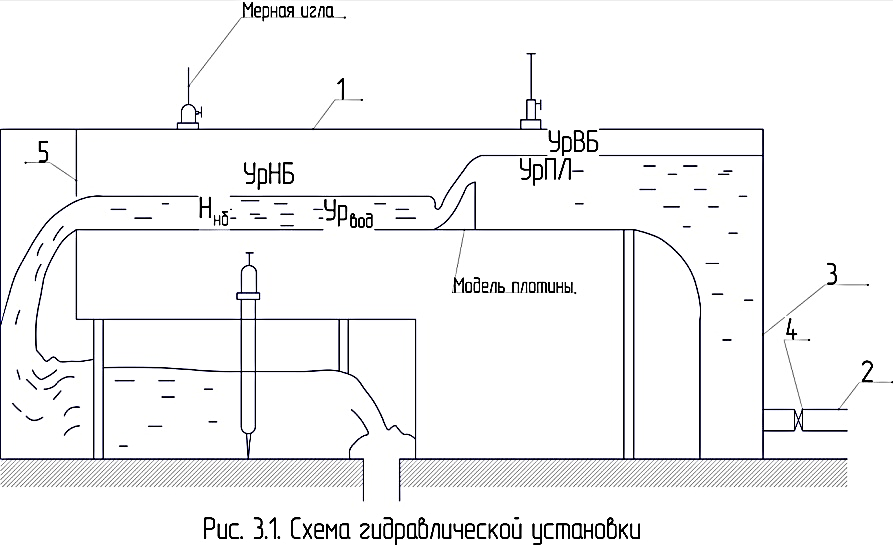 Мерная игла
1
УрВБ
5
УрНБ
УрПЛ
Hнб
Урвод
Модель плотины.
3
4
2
Рис. 3.1. Схема гидравлической установки